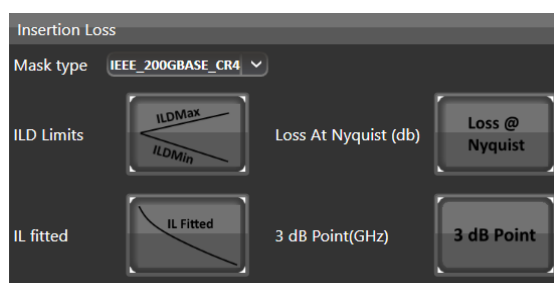 Insertion Loss
Mask type IEEE_200GBASE_CR4
ILD Limits
ILDMax
ILDMin
Loss At Nyquist (db)
Loss @
Nyquist
IL fitted
IL Fitted
3 dB Point(GHz)
3 dB Point